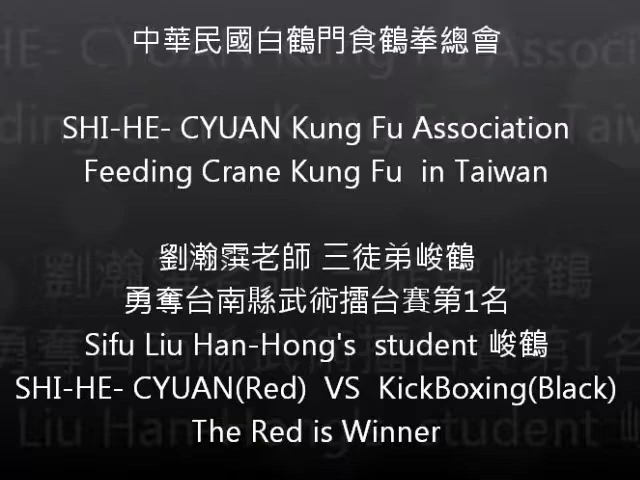 中華民國白鶴門食鶴拳總會
SHI-HE- CYUAN Kung Fu Association
Feeding Crane Kung Fu in Taiwan
劉瀚霟老師 三徒弟峻鶴
勇奪台南縣武術擂台賽第1名
Sifu Liu Han-Hong's student 峻鶴
SHI-HE- CYUAN(Red) VS KickBoxing(Black)
The Red is Winner